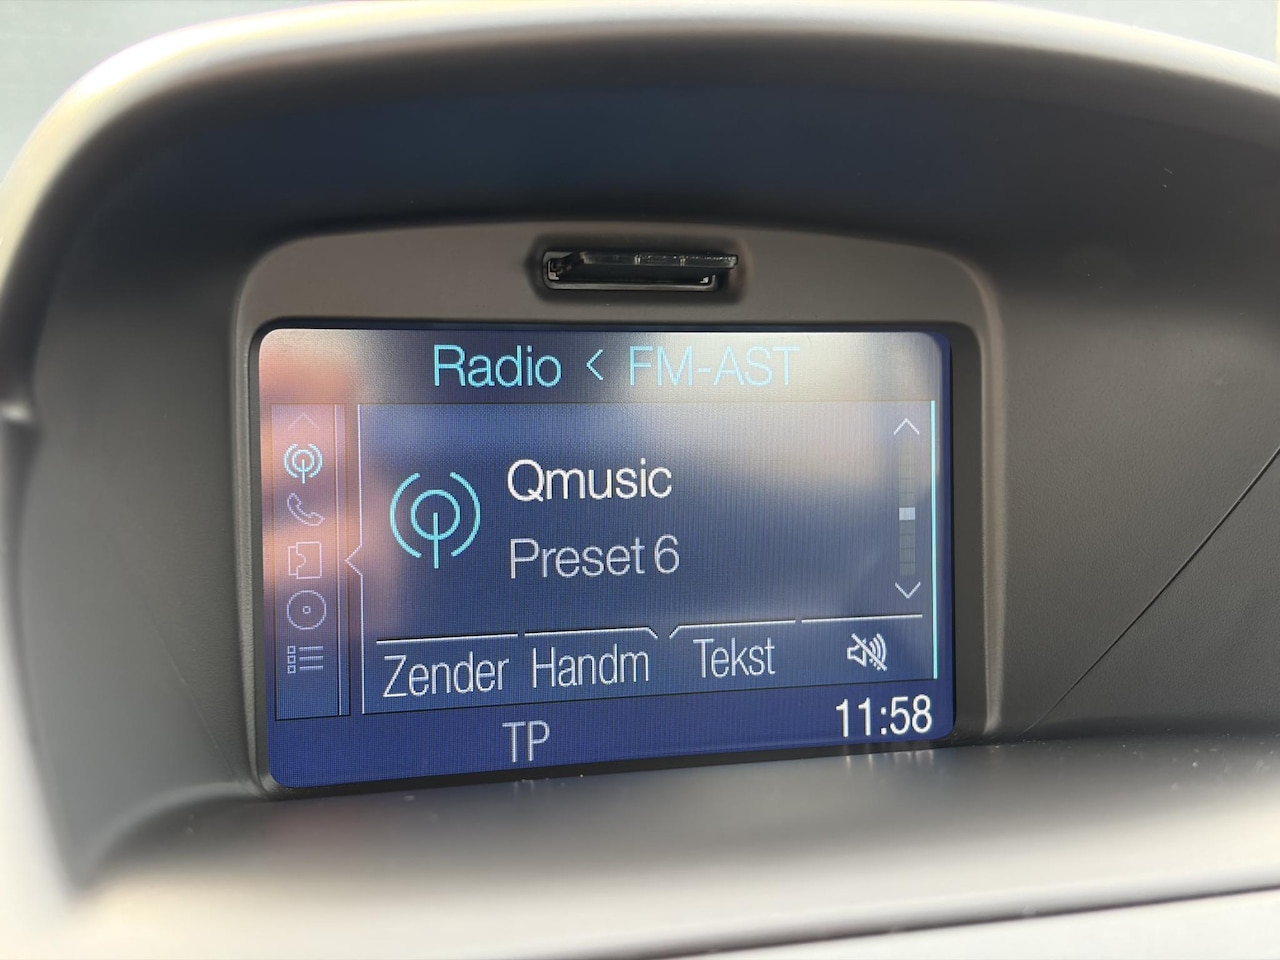 Radio < FM-AST
Qmusic
Preset 6
Zender Handm Tekst
TP 11:58